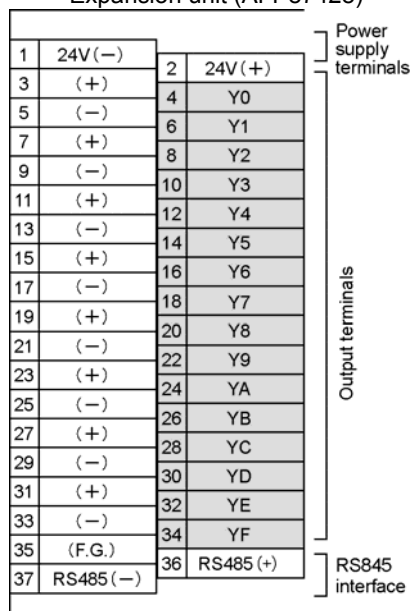 Expansion unit
Power supply terminals
1 24V(−)
2 24V(+)
3 (+)
4 Y0
5 (−)
6 Y1
7 (+)
8 Y2
9 (−)
10 Y3
11 (+)
12 Y4
13 (−)
14 Y5
15 (+)
16 Y6
17 (−)
18 Y7
19 (+)
20 Y8
21 (−)
22 Y9
23 (+)
24 YA
25 (−)
26 YB
27 (+)
28 YC
29 (−)
30 YD
31 (+)
32 YE
33 (−)
34 YF
35 (F.G.)
36 RS485(+)
37 RS485(−)
Output terminals
RS845
interface